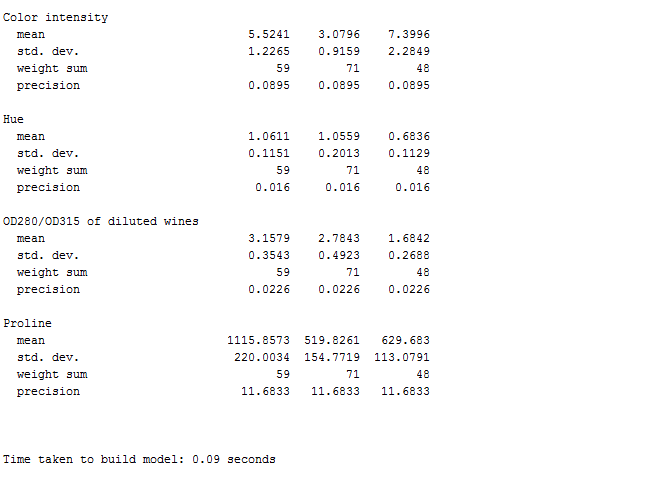 Color intensity
mean 5.5241 3.0796 7.3996
std. dev. 1.2265 0.9159 2.2849
weight sum 59 71 48
precision 0.0895 0.0895 0.0895
Hue
mean 1.0611 1.0559 0.6836
std. dev. 0.1151 0.2013 0.1129
weight sum 59 71 48
precision 0.016 0.016 0.016
OD280/OD315 of diluted wines
mean 3.1579 2.7843 1.6842
std. dev. 0.3543 0.4923 0.2688
weight sum 59 71 48
precision 0.0226 0.0226 0.0226
Proline
mean 1115.8573 519.8261 629.683
std. dev. 220.0034 154.7719 113.0791
weight sum 59 71 48
precision 11.6833 11.6833 11.6833
Time taken to build model: 0.09 seconds